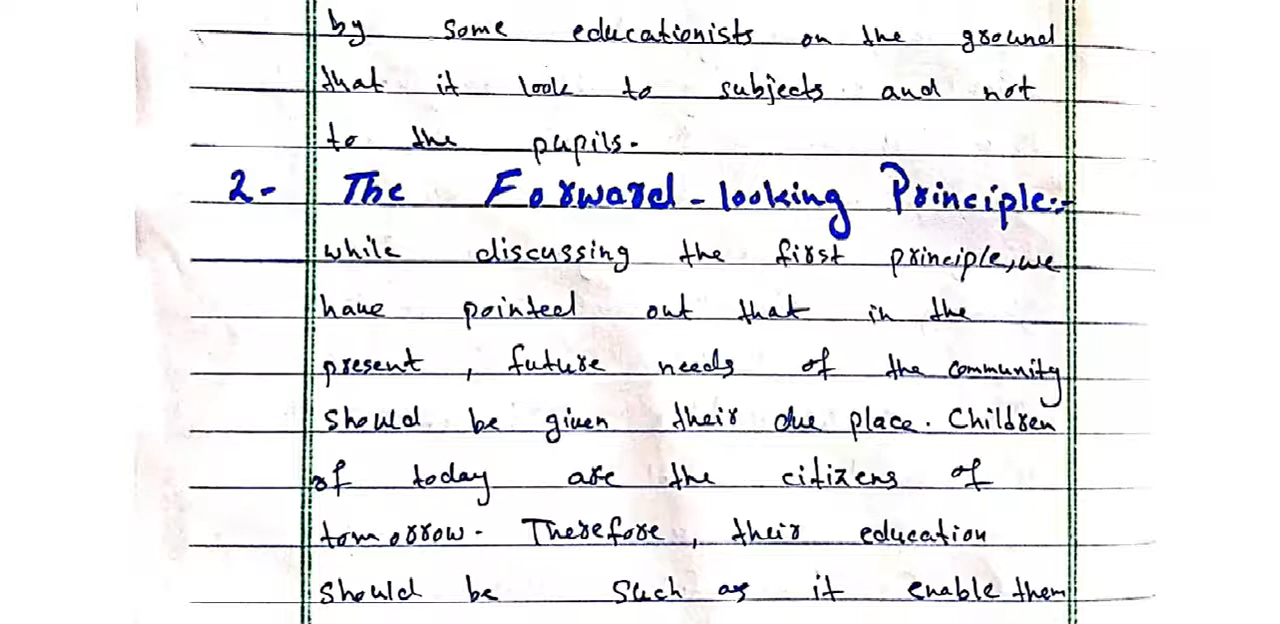 by some educationists on the ground
that it look to subjects and not
to the pupils.
2- The Forward-looking Principle:-
while discussing the first principle, we
have pointed out that in the
present, future needs of the community
should be given their due place. Children
of today are the citizens of
tomorrow. Therefore, their education
should be such as it enable them